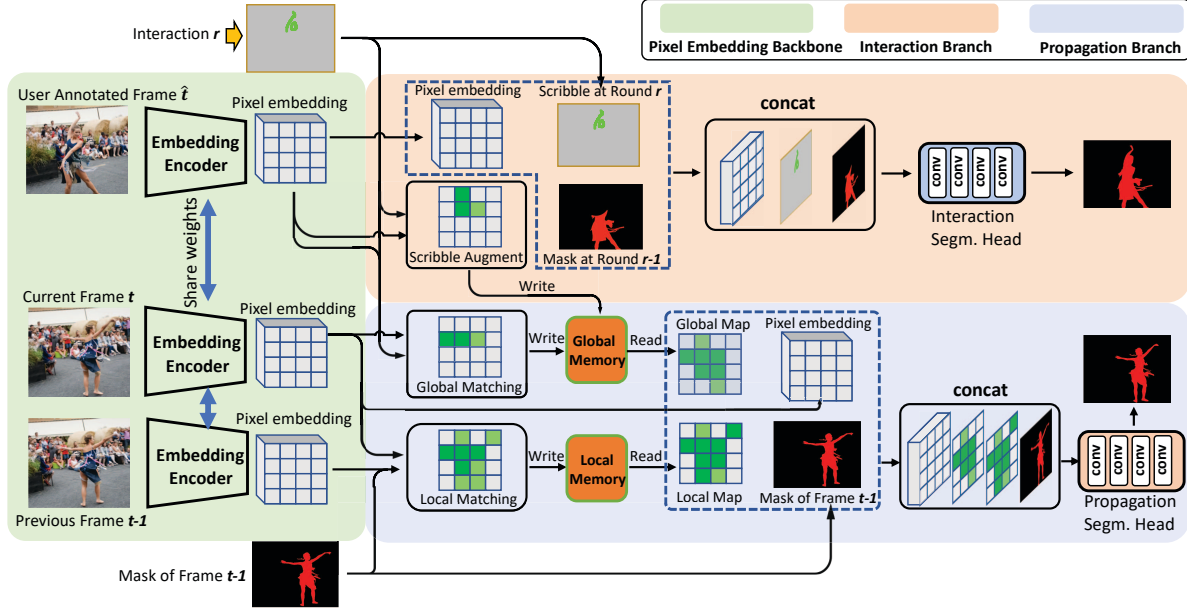 Interaction r
Pixel Embedding Backbone
Interaction Branch
Propagation Branch
User Annotated Frame t̂
Pixel embedding
Embedding
Encoder
Pixel embedding
Scribble at Round r
Mask at Round r-1
Scribble Augment
concat
conv
conv
conv
conv
Interaction
Segm. Head
Share weights
Write
Current Frame t
Pixel embedding
Embedding
Encoder
Global Matching
Write
Global
Memory
Read
Global Map
Pixel embedding
Pixel embedding
Embedding
Encoder
Previous Frame t-1
Local Matching
Write
Local
Memory
Read
Local Map
Mask of Frame t-1
concat
conv
conv
conv
conv
Propagation
Segm. Head
Mask of Frame t-1